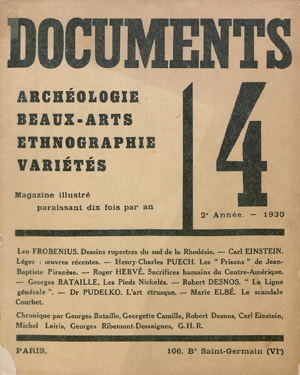 DOCUMENTS
ARCHÉOLOGIE
BEAUX-ARTS
ETHNOGRAPHIE
VARIÉTÉS
4
Magazine illustré
paraissant dix fois par an
2e Année. — 1930
Leo FROBENIUS. Dessins rupestres du sud de la Rhodésie. — Carl EINSTEIN.
Léger : œuvres récentes. — Henry-Charles PUECH. Les " Prisons " de Jean-
Baptiste Piranèse. — Roger HERVÉ. Sacrifices humains du Centre-Amérique.
— Georges BATAILLE, Les Pieds Nickelés. — Robert DESNOS. " La Ligne
générale ". — Dr PUDELKO. L'art étrusque. — Marie ELBÉ. Le scandale
Courbet.
Chronique par Georges Bataille, Georgette Camille, Robert Desnos, Carl Einstein,
Michel Leiris, Georges Ribemont-Dessaignes, G.H.R.
PARIS,
106, Bd Saint-Germain (VIe)